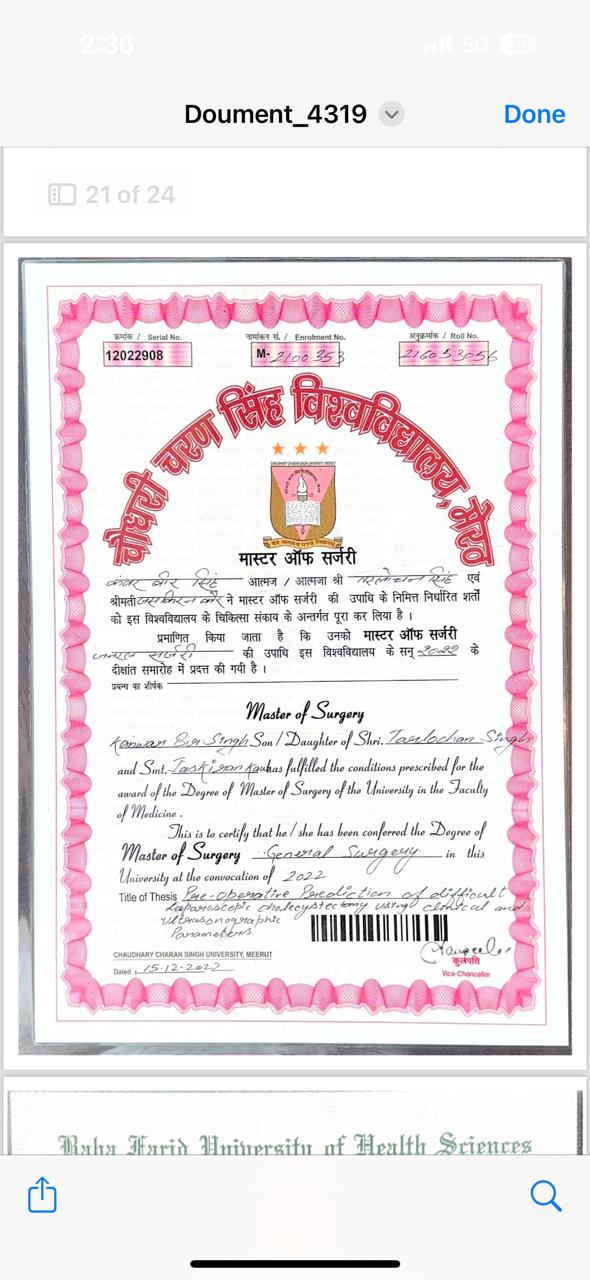 2:36
5G 30
Doument_4319
Done
21 of 24
क्रमांक / Serial No.
12022908
नामांकन सं. / Enrolment No.
M- 2100353
अनुक्रमांक / Roll No.
216053056
चौधरी चरण सिंह विश्वविद्यालय, मेरठ
CHAUDHARY CHARAN SINGH UNIVERSITY, MEERUT
मास्टर ऑफ सर्जरी
कंवर बीर सिंह आत्मज / आत्मजा श्री तरलोचन सिंह एवं
श्रीमती जसकिरन कौर ने मास्टर ऑफ सर्जरी की उपाधि के निमित्त निर्धारित शर्तों
को इस विश्वविद्यालय के चिकित्सा संकाय के अन्तर्गत पूरा कर लिया है ।
प्रमाणित किया जाता है कि उनको मास्टर ऑफ सर्जरी
जनरल सर्जरी की उपाधि इस विश्वविद्यालय के सन् 2022 के
दीक्षांत समारोह में प्रदत्त की गयी है ।
प्रबन्ध का शीर्षक
Master of Surgery
Kanwar Bir Singh Son / Daughter of Shri. Tarlochan Singh
and Smt. Jaskiran Kaur has fulfilled the conditions prescribed for the
award of the Degree of Master of Surgery of the University in the Faculty
of Medicine .
This is to certify that he / she has been conferred the Degree of
Master of Surgery General Surgery in this
University at the convocation of 2022
Title of Thesis Pre-operative Prediction of difficult
Laparoscopic cholecystectomy using clinical and
ultrasonographic
Parameters
CHAUDHARY CHARAN SINGH UNIVERSITY, MEERUT
Dated : 15-12-2022
कुलपति
Vice-Chancellor
Baba Farid University of Health Sciences